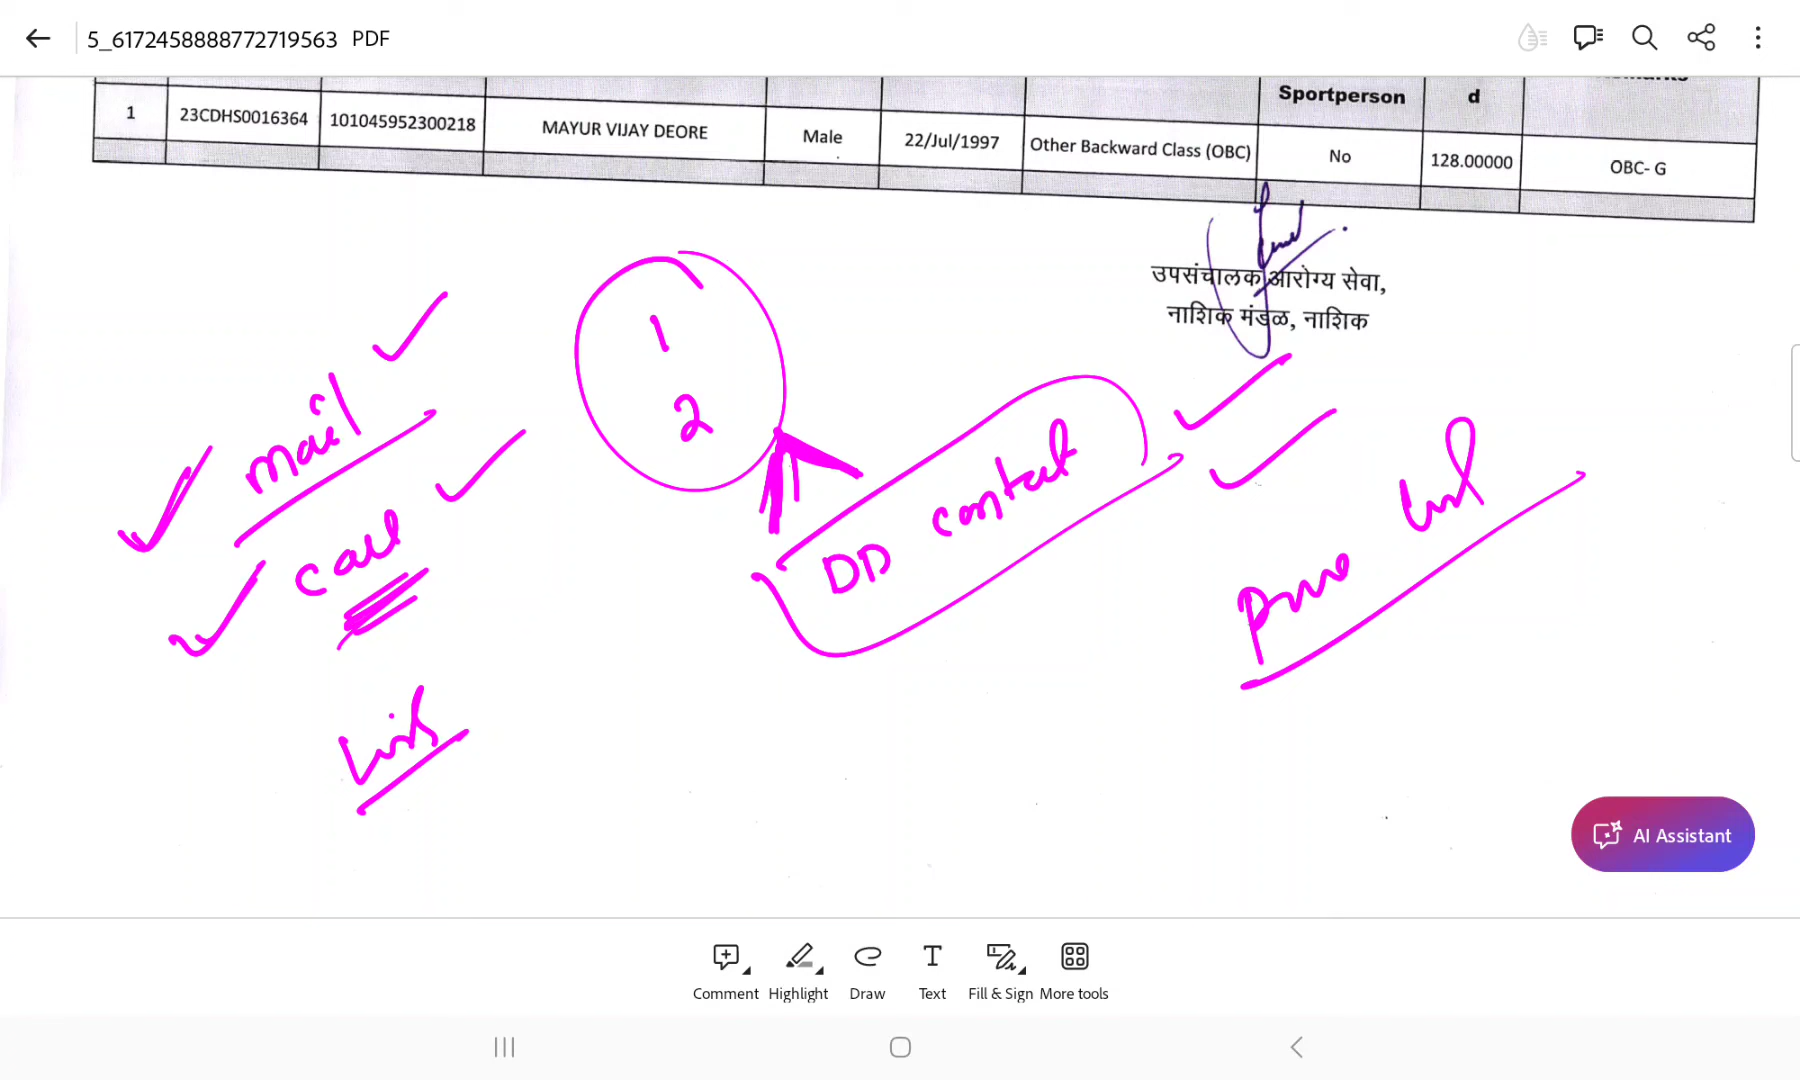 5_6172458888772719563 PDF
Sportperson d
1 23CDHS0016364 101045952300218 MAYUR VIJAY DEORE Male 22/Jul/1997 Other Backward Class (OBC) No 128.00000 OBC- G
उपसंचालक आरोग्य सेवा,
नाशिक मंडळ, नाशिक
1
2
mail
call
DD contect
Link
AI Assistant
Comment Highlight Draw Text Fill & Sign More tools